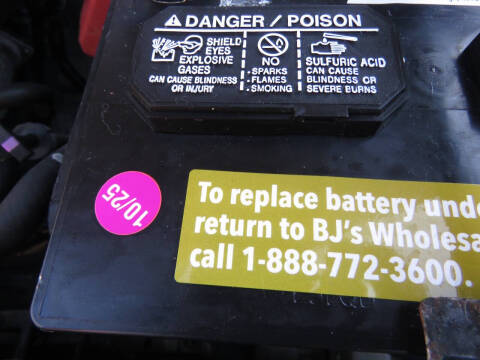 DANGER / POISON
SHIELD
EYES
EXPLOSIVE
GASES
CAN CAUSE BLINDNESS
OR INJURY
NO
· SPARKS
· FLAMES
· SMOKING
SULFURIC ACID
CAN CAUSE
BLINDNESS OR
SEVERE BURNS
10/25
To replace battery unde
return to BJ's Wholesa
call 1-888-772-3600.